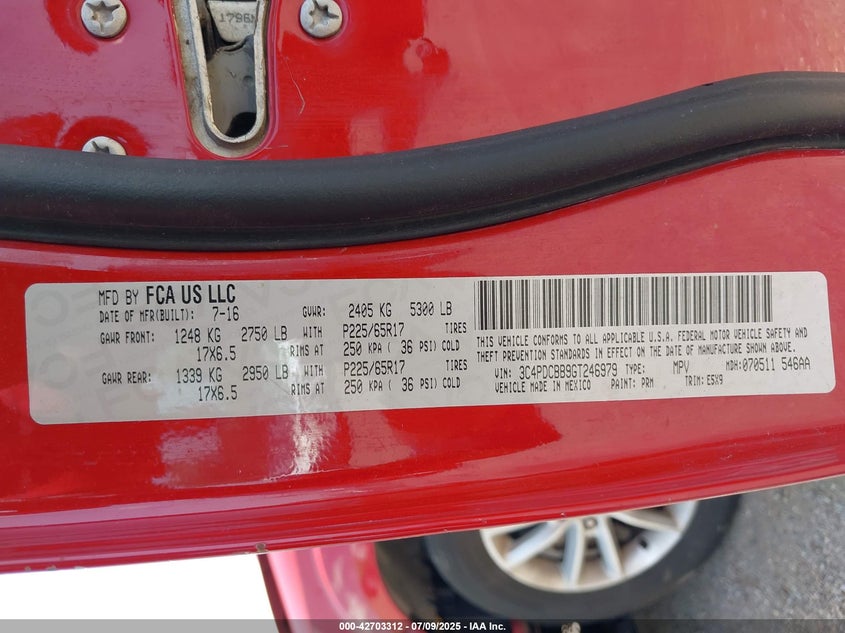 1796N
MFD BY FCA US LLC
DATE OF MFR(BUILT): 7-16 GVWR: 2405 KG 5300 LB
GAWR FRONT: 1248 KG 2750 LB WITH P225/65R17 TIRES
17X6.5 RIMS AT 250 KPA ( 36 PSI) COLD
GAWR REAR: 1339 KG 2950 LB WITH P225/65R17 TIRES
17X6.5 RIMS AT 250 KPA ( 36 PSI) COLD
THIS VEHICLE CONFORMS TO ALL APPLICABLE U.S.A. FEDERAL MOTOR VEHICLE SAFETY AND
THEFT PREVENTION STANDARDS IN EFFECT ON THE DATE OF MANUFACTURE SHOWN ABOVE.
VIN: 3C4PDCBB9GT246979 TYPE: MPV MDH: 070511 546AA
VEHICLE MADE IN MEXICO PAINT: PRM TRIM: E5X9
000-42703312 / 07/09/2025 - IAA Inc.